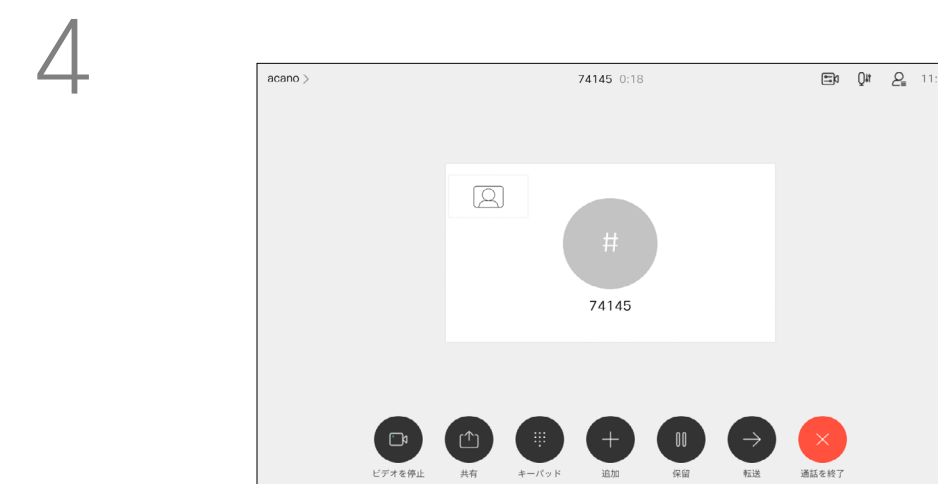 4
acano >
74145 0:18
11:
#
74145
ビデオを停止
共有
キーパッド
追加
保留
転送
通話を終了